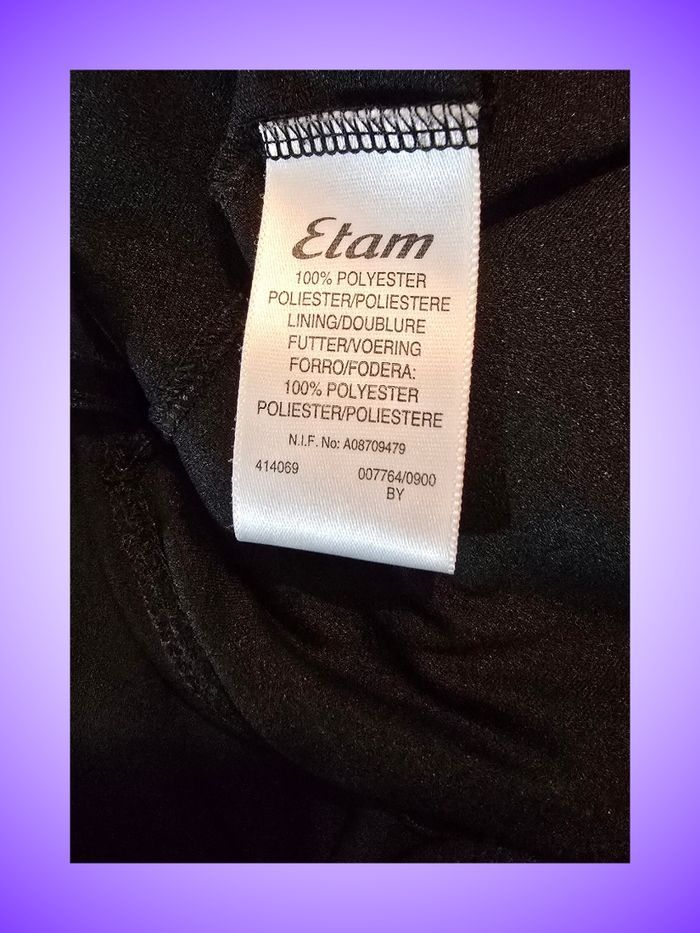 Etam
100% POLYESTER
POLIESTER/POLIESTERE
LINING/DOUBLURE
FUTTER/VOERING
FORRO/FODERA:
100% POLYESTER
POLIESTER/POLIESTERE
N.I.F. No: A08709479
414069 007764/0900
BY